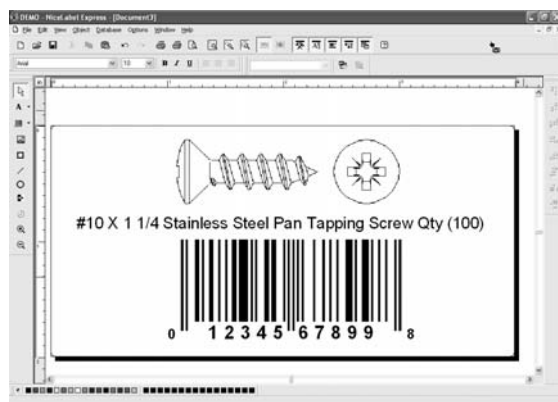 DEMO - NiceLabel Express - [Document3]
File Edit View Object Database Options Window Help
Arial 10 B I U
#10 X 1 1/4 Stainless Steel Pan Tapping Screw Qty (100)
0 12345 67899 8